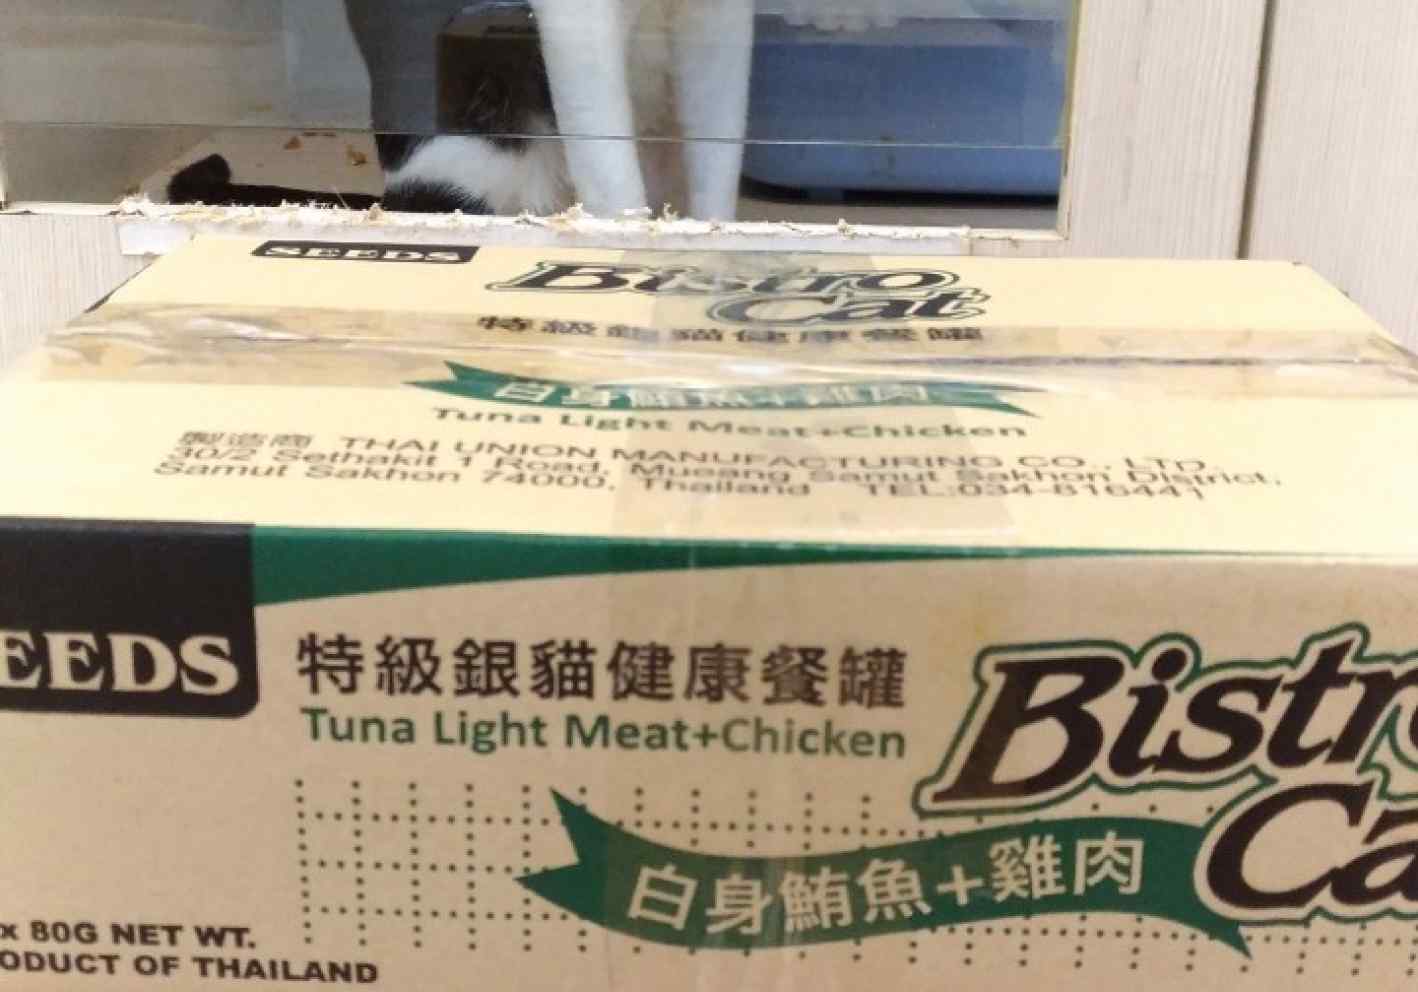 SEEDS
Bistro
Cat
特級銀貓健康餐罐
白身鮪魚+雞肉
Tuna Light Meat+Chicken
製造商 THAI UNION MANUFACTURING CO., LTD.
30/2 Sethakit 1 Road, Mueang Samut Sakhon District,
Samut Sakhon 74000, Thailand TEL:034-816441
EEDS
特級銀貓健康餐罐
Tuna Light Meat+Chicken
Bistro
Ca
白身鮪魚+雞肉
x 80G NET WT.
ODUCT OF THAILAND